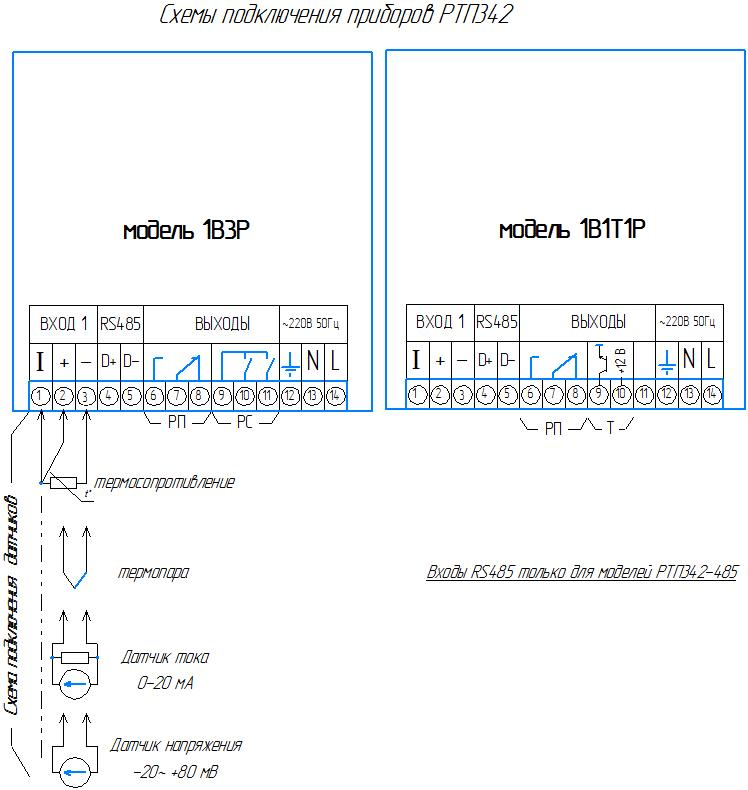 Схемы подключения приборов РТП342
модель 1В3Р
ВХОД 1 RS485 ВЫХОДЫ ~220В 50Гц
I + − D+ D− N L
1 2 3 4 5 6 7 8 9 10 11 12 13 14
РП РС
модель 1В1Т1Р
ВХОД 1 RS485 ВЫХОДЫ ~220В 50Гц
I + − D+ D− +12 В N L
1 2 3 4 5 6 7 8 9 10 11 12 13 14
РП Т
Схема подключения датчиков
t°
термосопротивление
термопара
Датчик тока
0-20 мА
Датчик напряжения
-20~ +80 мВ
Входы RS485 только для моделей РТП342-485